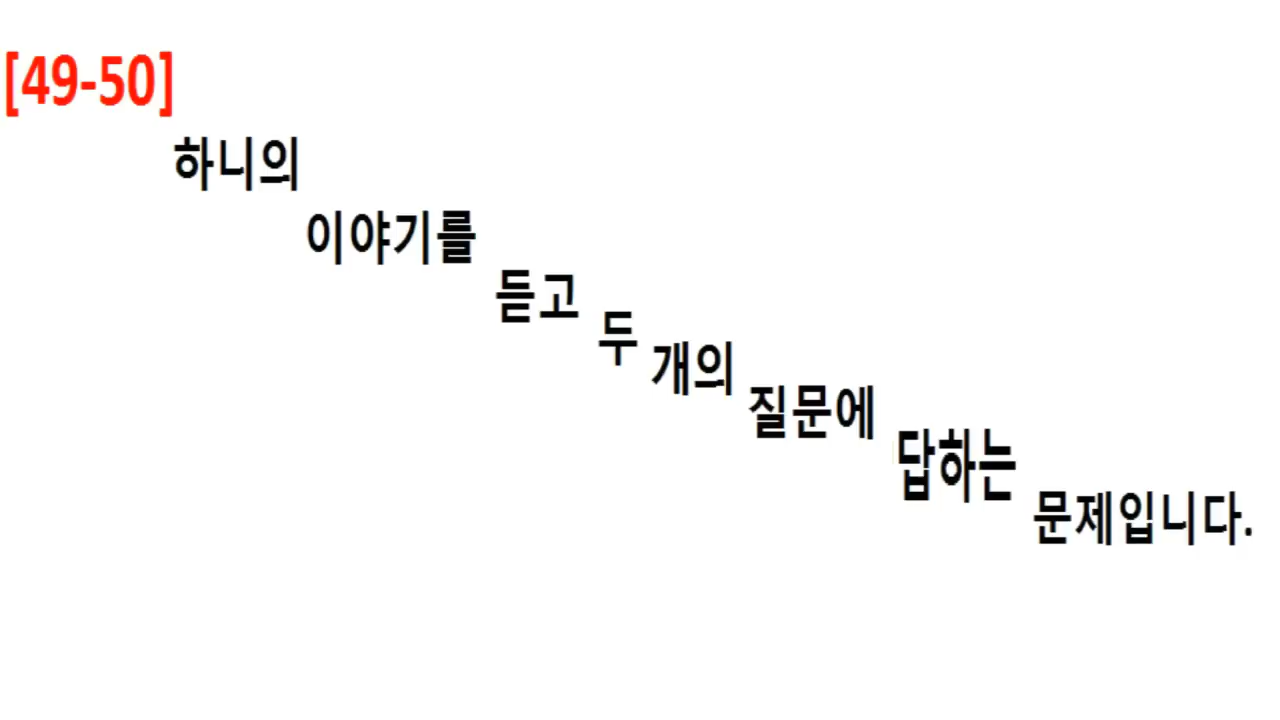 [49-50]
하니의
이야기를
듣고
두
개의
질문에
답하는
문제입니다.